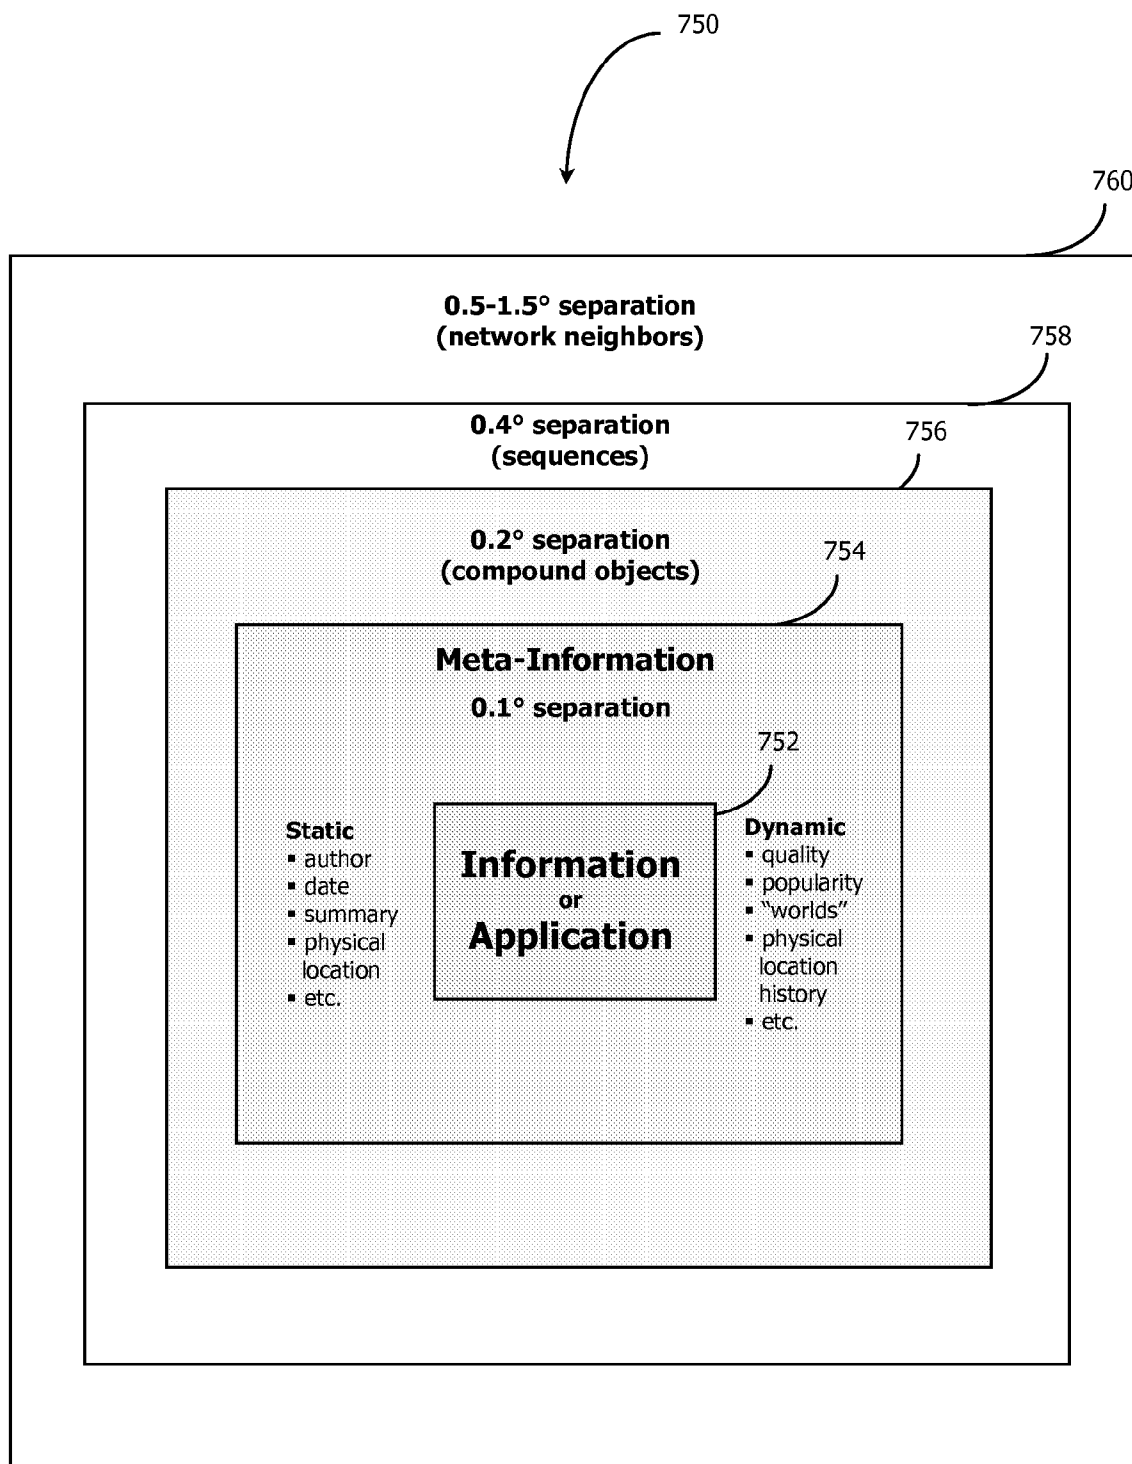 750
760
0.5-1.5° separation
(network neighbors)
758
0.4° separation
(sequences)
756
0.2° separation
(compound objects)
754
Meta-Information
0.1° separation
752
Static
▪ author
▪ date
▪ summary
▪ physical
location
▪ etc.
Information
or
Application
Dynamic
▪ quality
▪ popularity
▪ “worlds”
▪ physical
location
history
▪ etc.